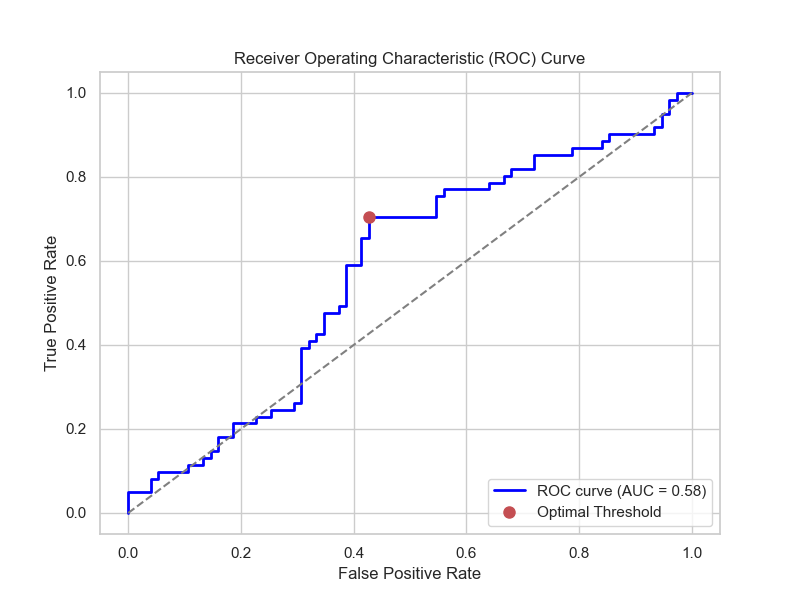 Receiver Operating Characteristic (ROC) Curve
True Positive Rate
1.0
0.8
0.6
0.4
0.2
0.0
ROC curve (AUC = 0.58)
Optimal Threshold
0.0 0.2 0.4 0.6 0.8 1.0
False Positive Rate